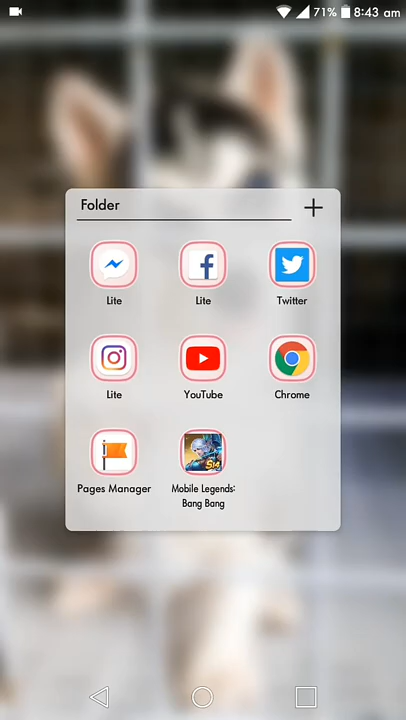 71% 8:43 am
Folder
Lite Lite Twitter
Lite YouTube Chrome
Pages Manager Mobile Legends:
Bang Bang